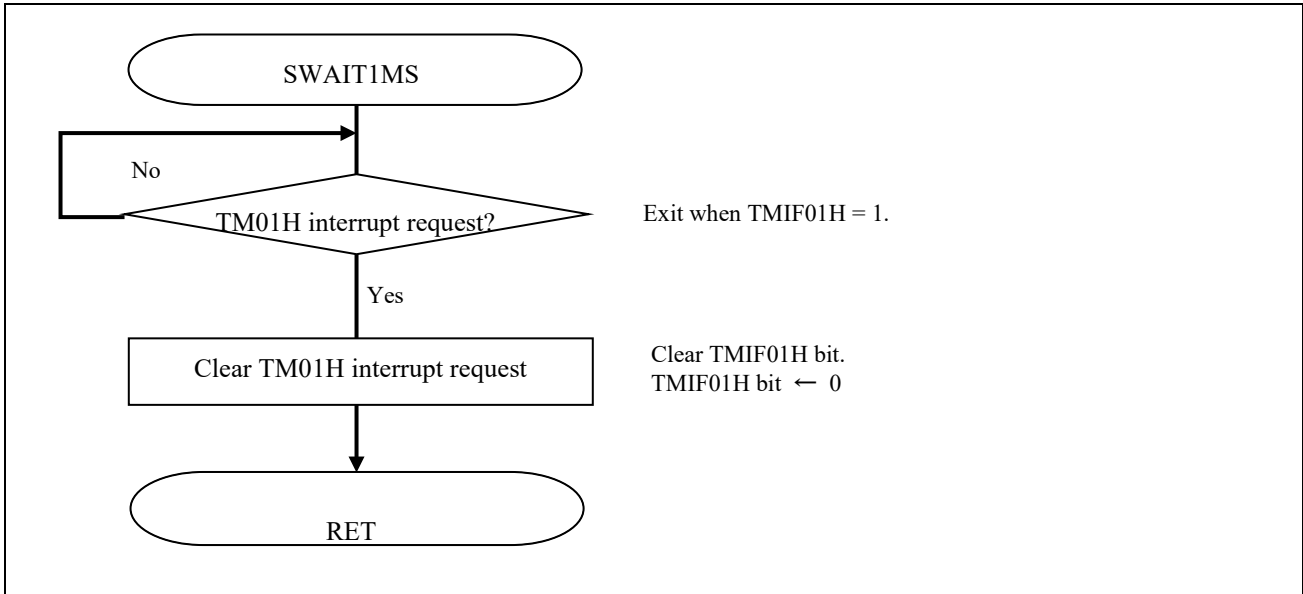 SWAIT1MS
No
TM01H interrupt request?
Exit when TMIF01H = 1.
Yes
Clear TM01H interrupt request
Clear TMIF01H bit.
TMIF01H bit ← 0
RET